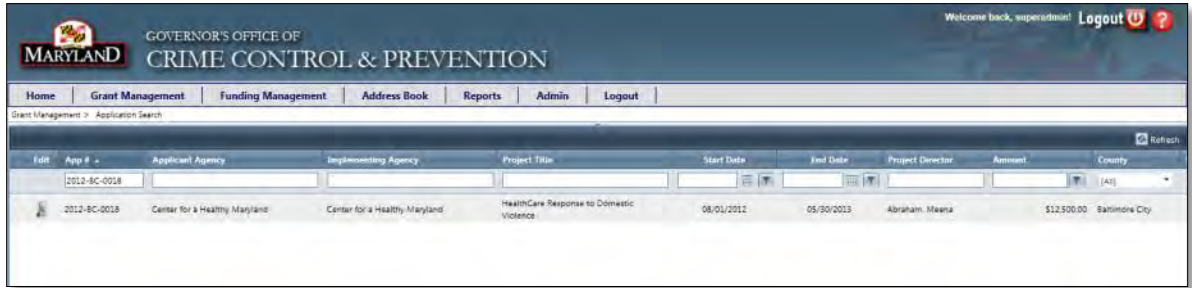 Welcome back, superadmin! Logout
MARYLAND
GOVERNOR'S OFFICE OF
CRIME CONTROL & PREVENTION
Home Grant Management Funding Management Address Book Reports Admin Logout
Grant Management > Application Search
Refresh
Edit App # Applicant Agency Implementing Agency Project Title Start Date End Date Project Director Amount County
2012-BC-0018 [All]
2012-BC-0018 Center for a Healthy Maryland Center for a Healthy Maryland HealthCare Response to Domestic Violence 08/01/2012 05/30/2013 Abraham, Meena $12,500.00 Baltimore City